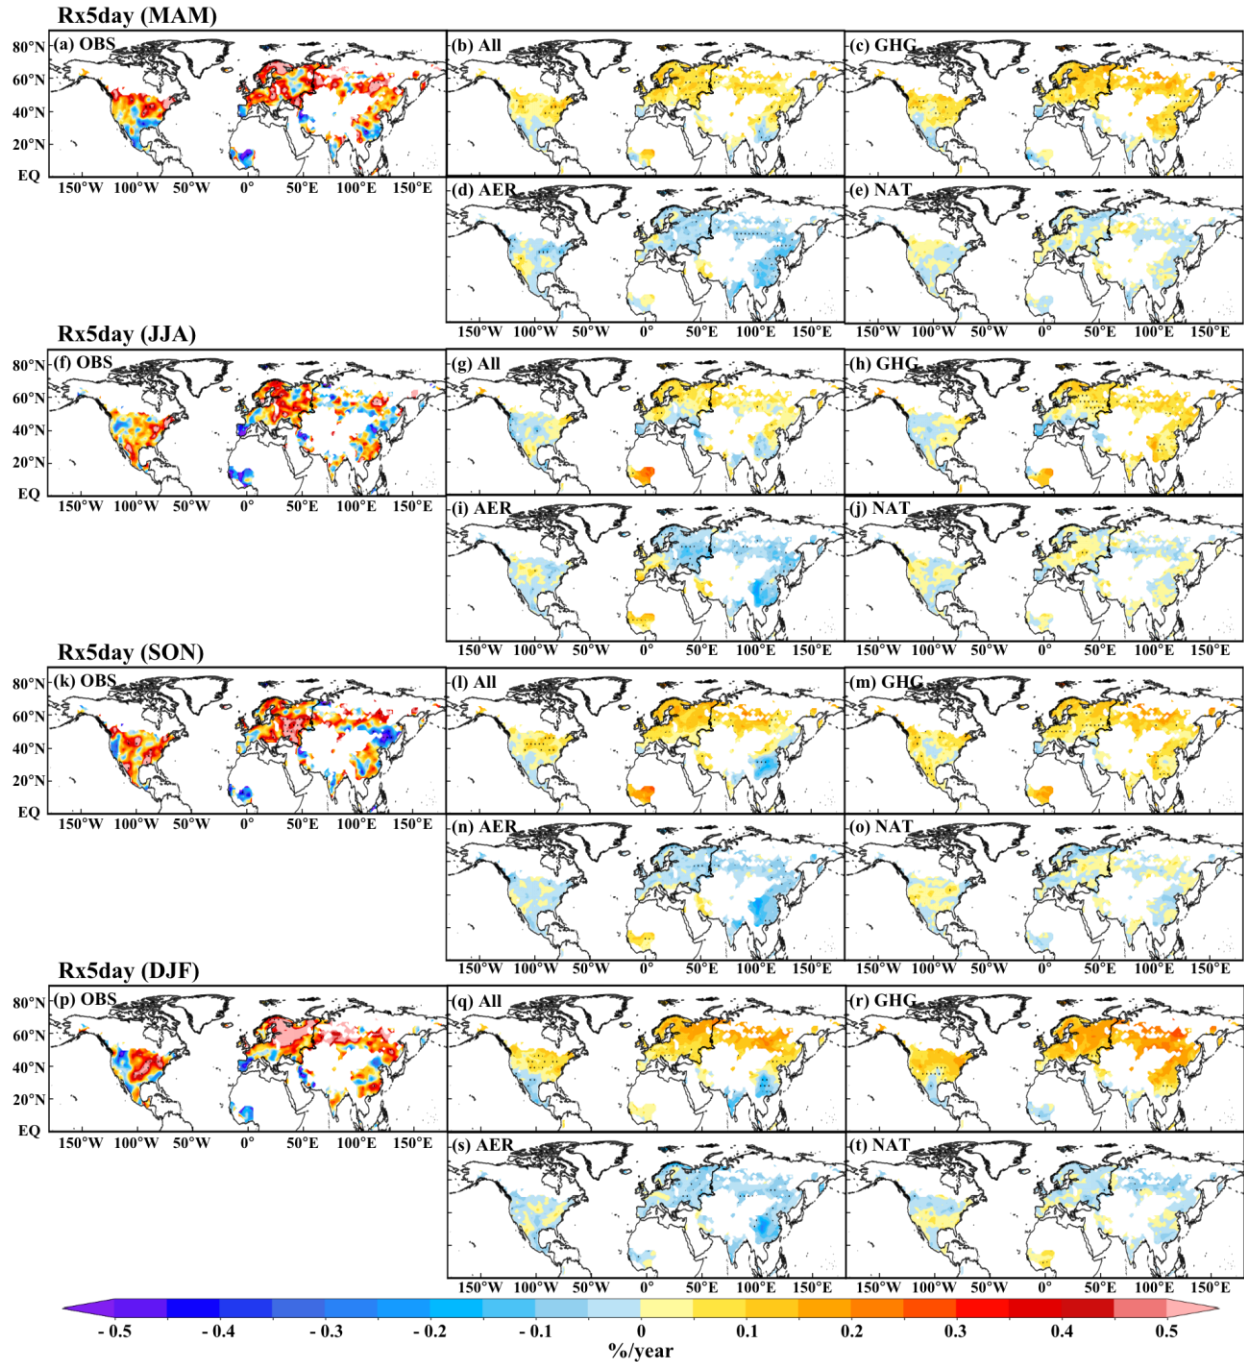 Rx5day (MAM)
(a) OBS
(b) All
(c) GHG
80°N
60°N
40°N
20°N
EQ
150°W 100°W 50°W 0° 50°E 100°E 150°E
(d) AER
(e) NAT
150°W 100°W 50°W 0° 50°E 100°E 150°E
150°W 100°W 50°W 0° 50°E 100°E 150°E
Rx5day (JJA)
(f) OBS
(g) All
(h) GHG
80°N
60°N
40°N
20°N
EQ
150°W 100°W 50°W 0° 50°E 100°E 150°E
(i) AER
(j) NAT
150°W 100°W 50°W 0° 50°E 100°E 150°E
150°W 100°W 50°W 0° 50°E 100°E 150°E
Rx5day (SON)
(k) OBS
(l) All
(m) GHG
80°N
60°N
40°N
20°N
EQ
150°W 100°W 50°W 0° 50°E 100°E 150°E
(n) AER
(o) NAT
150°W 100°W 50°W 0° 50°E 100°E 150°E
150°W 100°W 50°W 0° 50°E 100°E 150°E
Rx5day (DJF)
(p) OBS
(q) All
(r) GHG
80°N
60°N
40°N
20°N
EQ
150°W 100°W 50°W 0° 50°E 100°E 150°E
(s) AER
(t) NAT
150°W 100°W 50°W 0° 50°E 100°E 150°E
150°W 100°W 50°W 0° 50°E 100°E 150°E
- 0.5 - 0.4 - 0.3 - 0.2 - 0.1 0 0.1 0.2 0.3 0.4 0.5
%/year